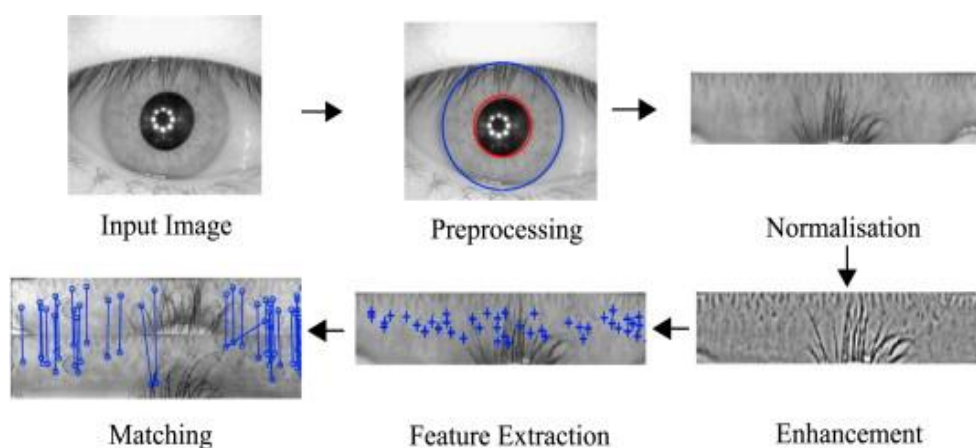 Input Image
Preprocessing
Normalisation
Enhancement
Feature Extraction
Matching